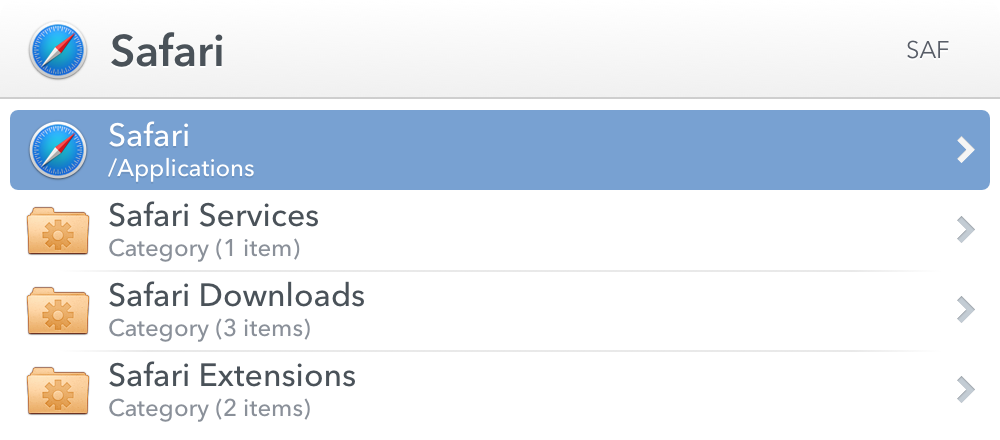 Safari
SAF
Safari
/Applications
Safari Services
Category (1 item)
Safari Downloads
Category (3 items)
Safari Extensions
Category (2 items)